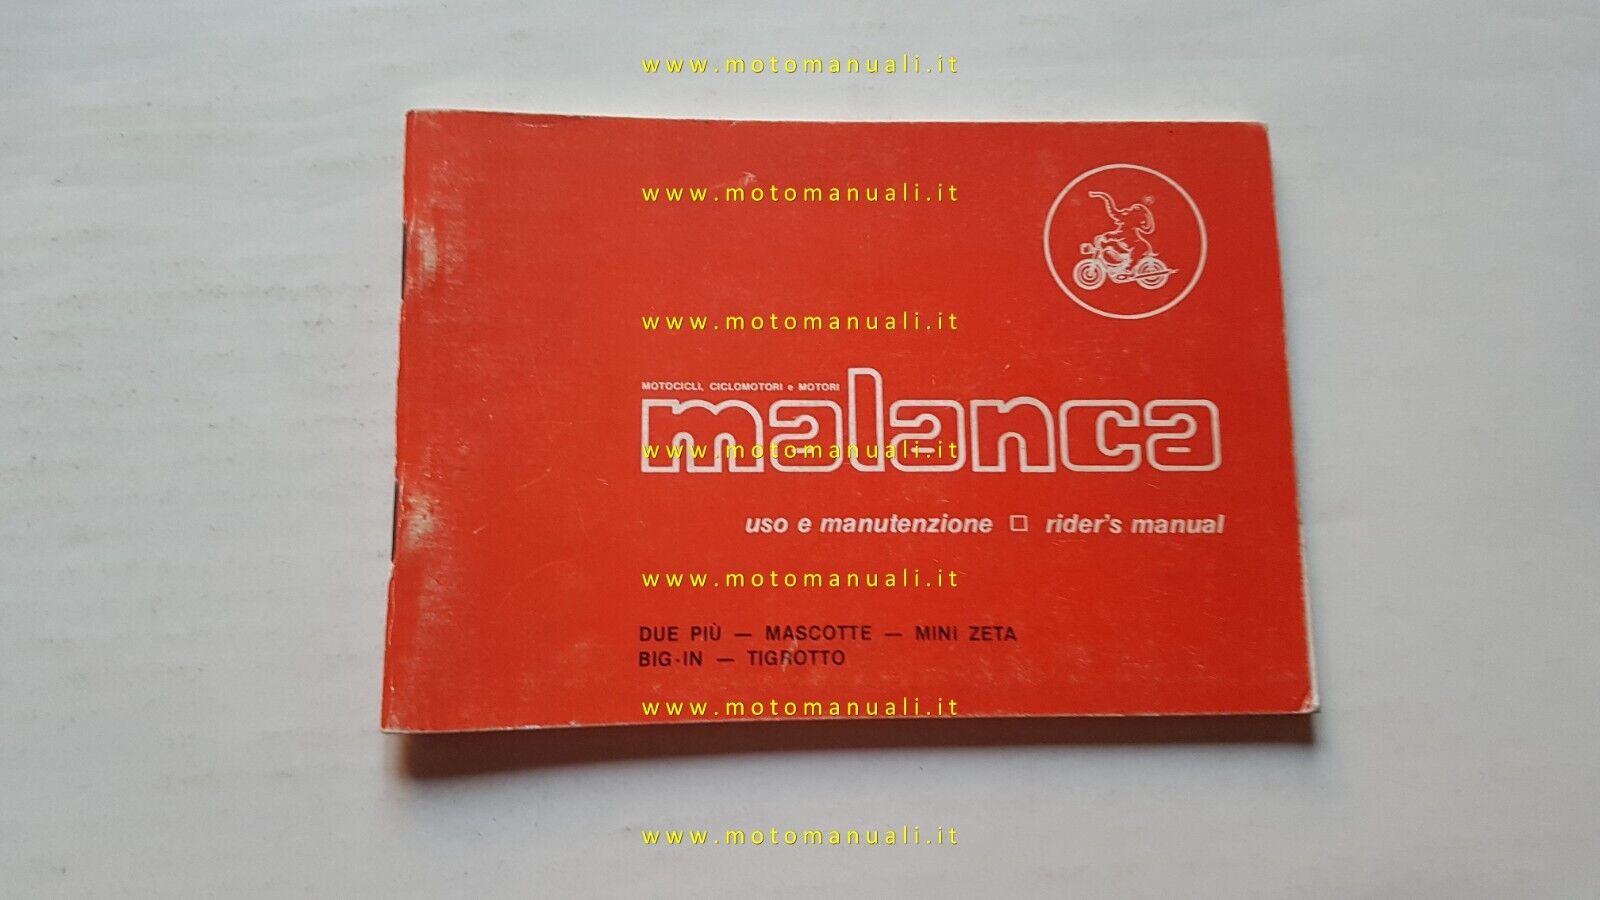 www.motomanuali.it
www.motomanuali.it
®
www.motomanuali.it
MOTOCICLI, CICLOMOTORI e MOTORI
malanca
www.motomanuali.it
uso e manutenzione □ rider's manual
www.motomanuali.it
DUE PIÙ — MASCOTTE — MINI ZETA
BIG-IN — TIGROTTO
www.motomanuali.it
www.motomanuali.it